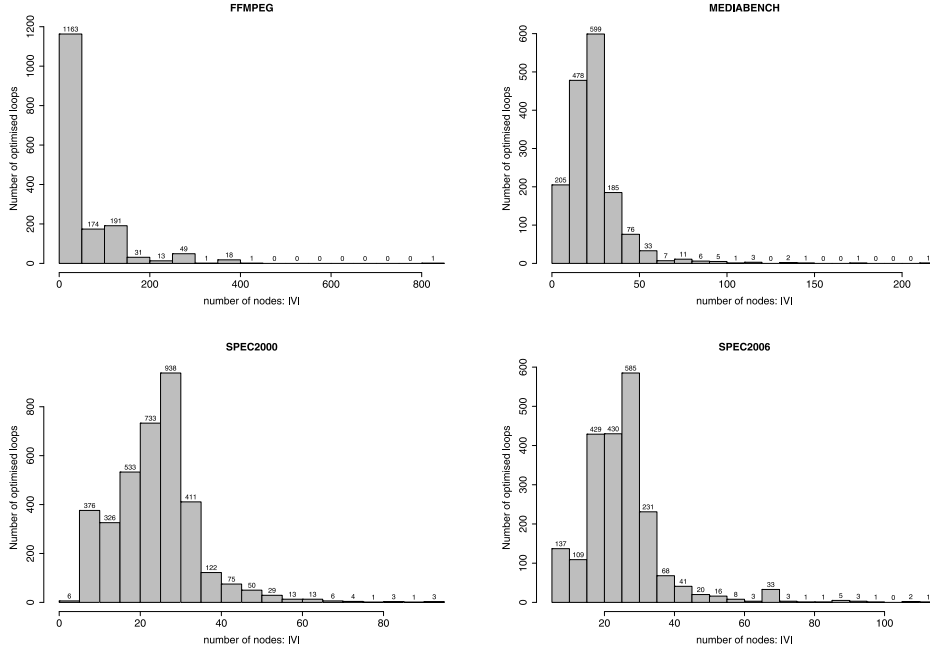 FFMPEG
Number of optimised loops
0 200 400 600 800 1000 1200
1163 174 191 31 13 49 1 18 1 0 0 0 0 0 0 0 1
0 200 400 600 800
number of nodes: |V|
MEDIABENCH
Number of optimised loops
0 100 200 300 400 500 600
205 478 599 185 76 33 7 11 6 5 1 3 0 2 1 0 0 1 0 0 0 1
0 50 100 150 200
number of nodes: |V|
SPEC2000
Number of optimised loops
0 200 400 600 800
6 376 326 533 733 938 411 122 75 50 29 13 13 6 4 1 3 1 3
0 20 40 60 80
number of nodes: |V|
SPEC2006
Number of optimised loops
0 100 200 300 400 500 600
137 109 429 430 585 231 68 41 20 16 8 3 33 3 1 1 5 3 1 0 2 1
20 40 60 80 100
number of nodes: |V|